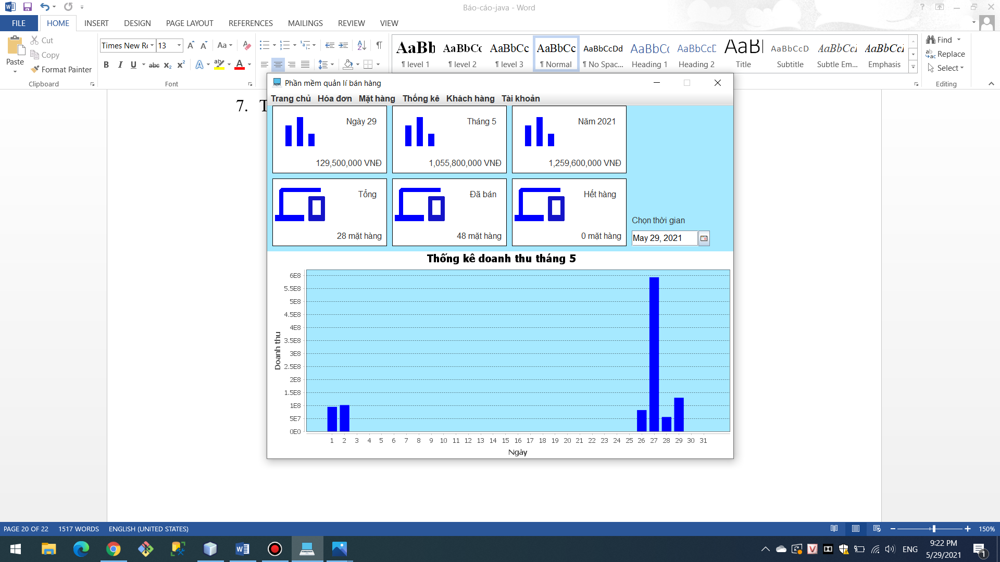 Báo-cáo-java - Word
FILE HOME INSERT DESIGN PAGE LAYOUT REFERENCES MAILINGS REVIEW VIEW
Paste
Cut
Copy
Format Painter
Clipboard
Times New Ro 13
B I U abc X₂ X²
Font
AaBb AaBbCc AaBbCc AaBbCc AaBbCcDd AaBbCc AaBbCcD AaBl AaBbCcD AaBbCcI AaBbCcI
¶ level 1 ¶ level 2 ¶ level 3 ¶ Normal ¶ No Spac... Heading 1 Heading 2 Title Subtitle Subtle Em... Emphasis
Find
Replace
Select
Editing
7. T
Phần mềm quản lí bán hàng
Trang chủ Hóa đơn Mặt hàng Thống kê Khách hàng Tài khoản
Ngày 29
129,500,000 VNĐ
Tháng 5
1,055,800,000 VNĐ
Năm 2021
1,259,600,000 VNĐ
Tổng
28 mặt hàng
Đã bán
48 mặt hàng
Hết hàng
0 mặt hàng
Chọn thời gian
May 29, 2021
Thống kê doanh thu tháng 5
Doanh thu
6E8
5.5E8
5E8
4.5E8
4E8
3.5E8
3E8
2.5E8
2E8
1.5E8
1E8
5E7
0E0
1 2 3 4 5 6 7 8 9 10 11 12 13 14 15 16 17 18 19 20 21 22 23 24 25 26 27 28 29 30 31
Ngày
PAGE 20 OF 22 1517 WORDS ENGLISH (UNITED STATES)
150%
ENG
9:22 PM
5/29/2021
1